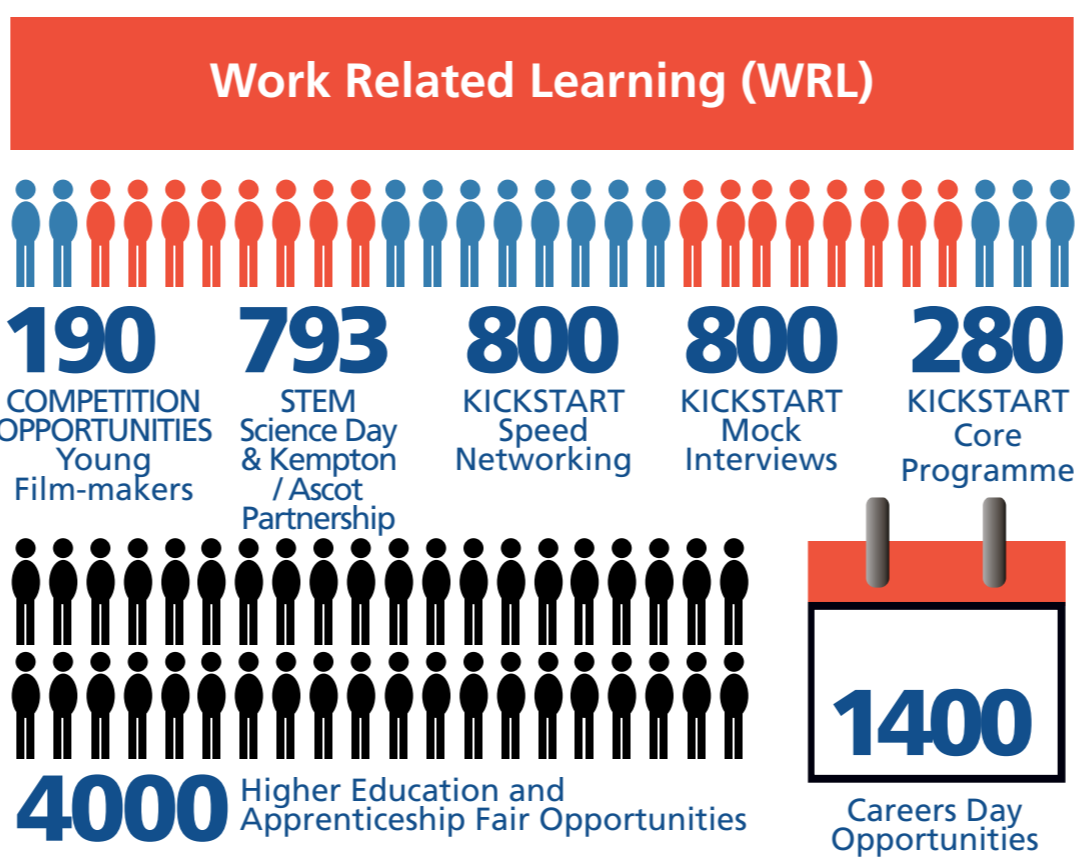 Work Related Learning (WRL)
190
COMPETITION
OPPORTUNITIES
Young
Film-makers
793
STEM
Science Day
& Kempton
/ Ascot
Partnership
800
KICKSTART
Speed
Networking
800
KICKSTART
Mock
Interviews
280
KICKSTART
Core
Programme
4000
Higher Education and
Apprenticeship Fair Opportunities
1400
Careers Day
Opportunities